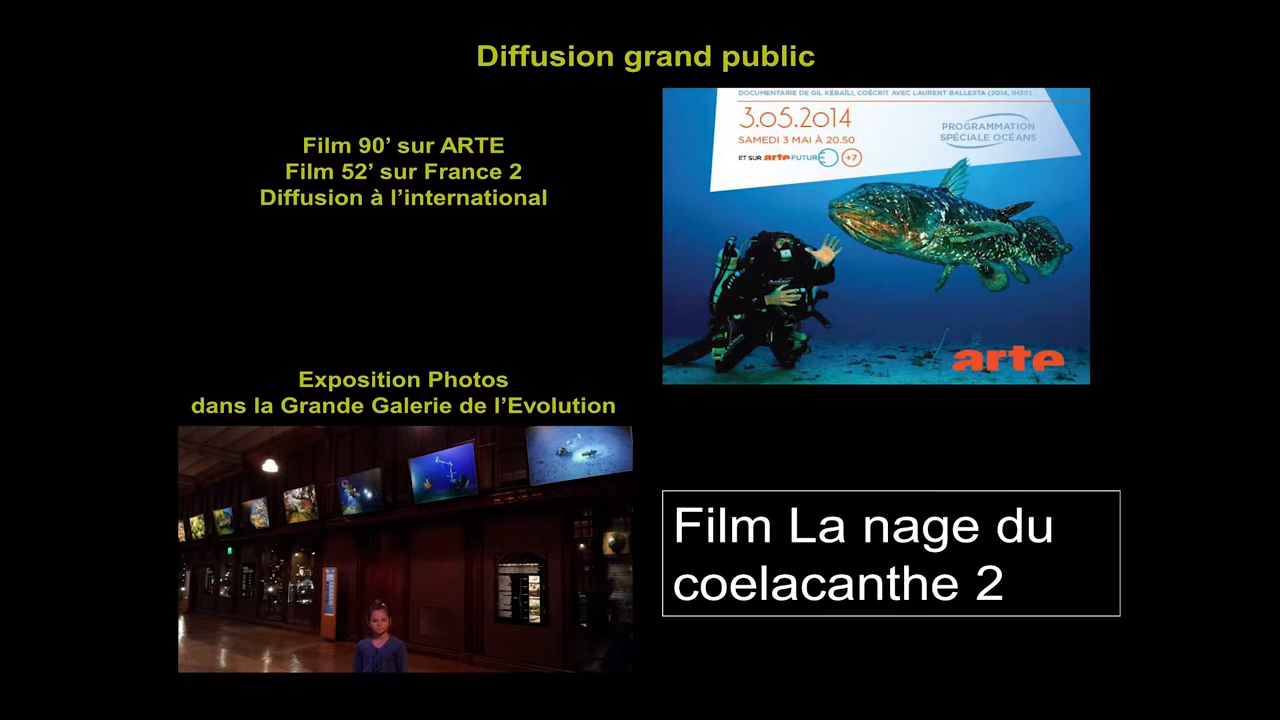 Diffusion grand public
Film 90’ sur ARTE
Film 52’ sur France 2
Diffusion à l’international
DOCUMENTAIRE DE GIL KÉBAÏLI, COÉCRIT AVEC LAURENT BALLESTA (2014, 1H30)
3.05.2014
SAMEDI 3 MAI À 20.50
ET SUR arte FUTURE +7
PROGRAMMATION
SPÉCIALE OCÉANS
arte
Exposition Photos
dans la Grande Galerie de l’Evolution
Film La nage du
coelacanthe 2